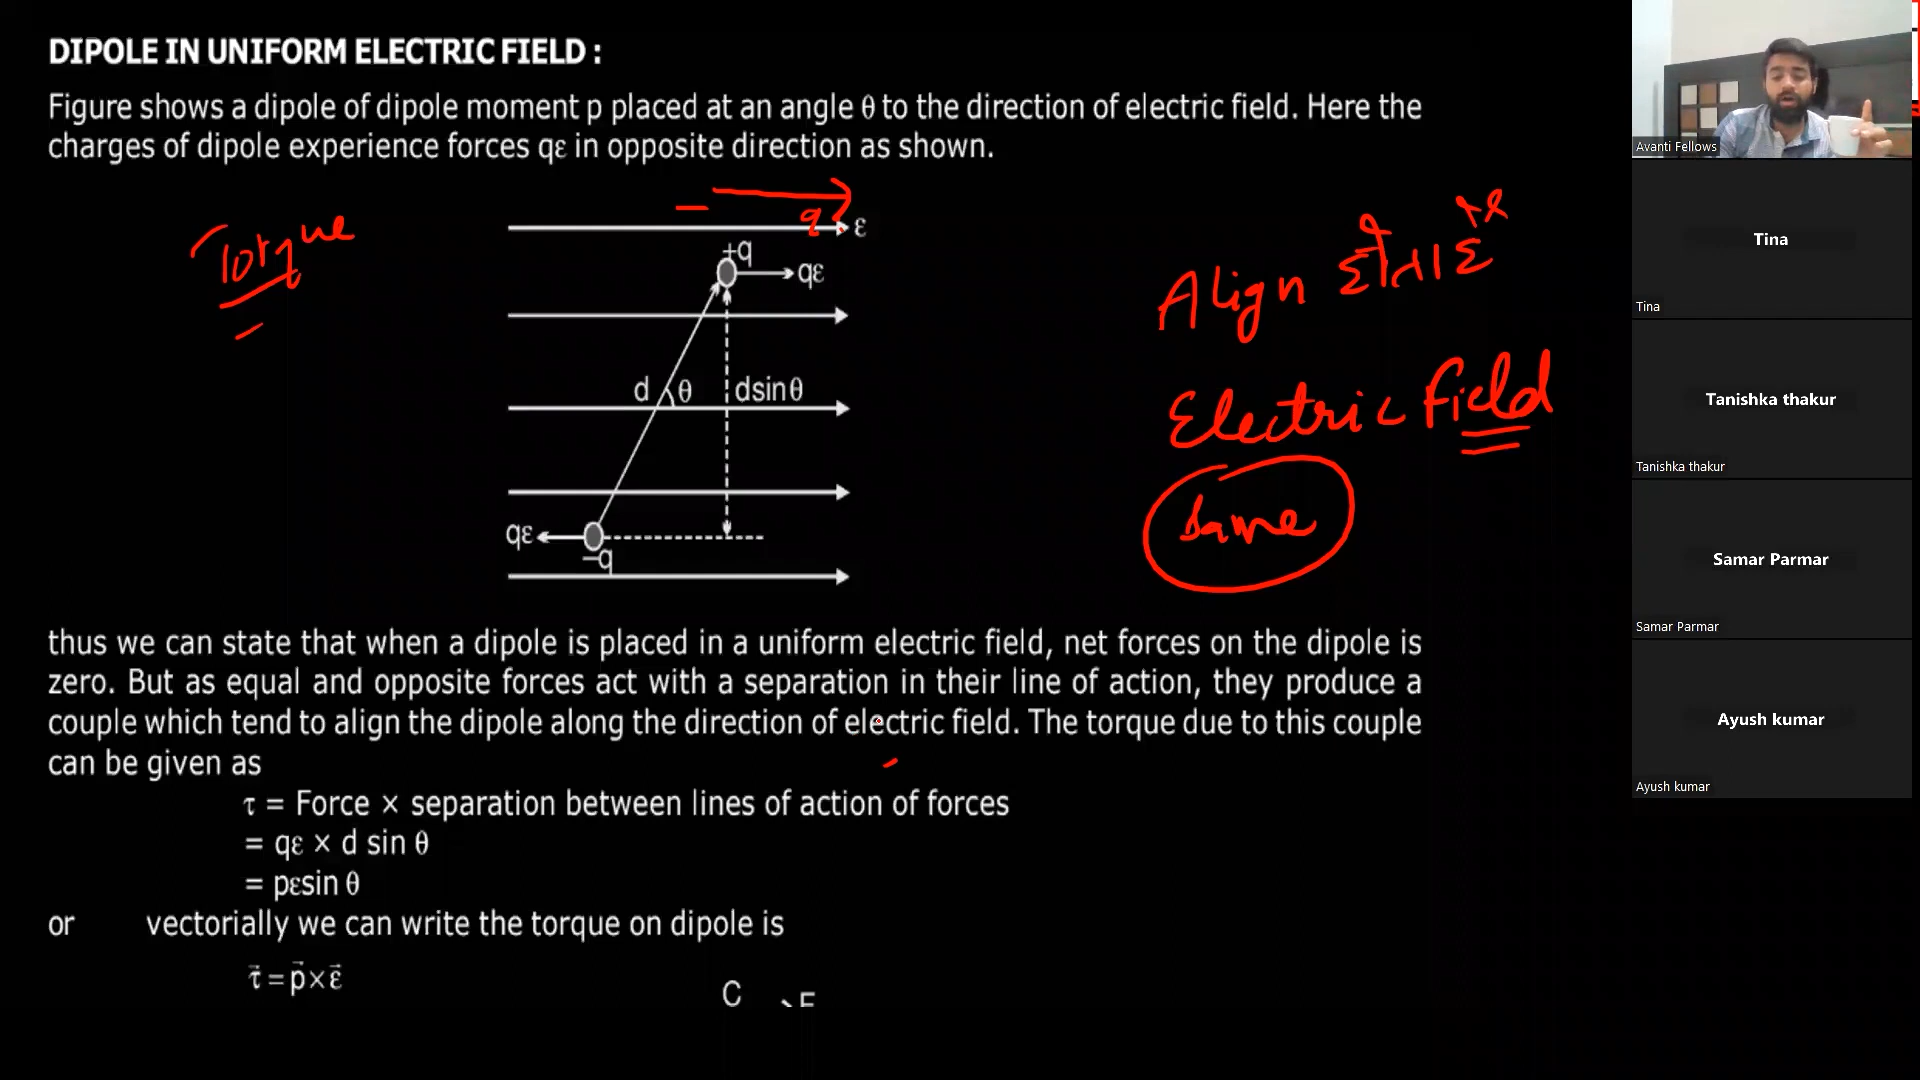 DIPOLE IN UNIFORM ELECTRIC FIELD :
Figure shows a dipole of dipole moment p placed at an angle θ to the direction of electric field. Here the
charges of dipole experience forces qε in opposite direction as shown.
Torque
q
ε
+q
qε
d
θ
dsinθ
qε
−q
Align
Electric field
Same
thus we can state that when a dipole is placed in a uniform electric field, net forces on the dipole is
zero. But as equal and opposite forces act with a separation in their line of action, they produce a
couple which tend to align the dipole along the direction of electric field. The torque due to this couple
can be given as
τ = Force × separation between lines of action of forces
= qε × d sin θ
= pεsin θ
or vectorially we can write the torque on dipole is
τ⃗ = p⃗ × ε⃗
C
Avanti Fellows
Tina
Tina
Tanishka thakur
Tanishka thakur
Samar Parmar
Samar Parmar
Ayush kumar
Ayush kumar